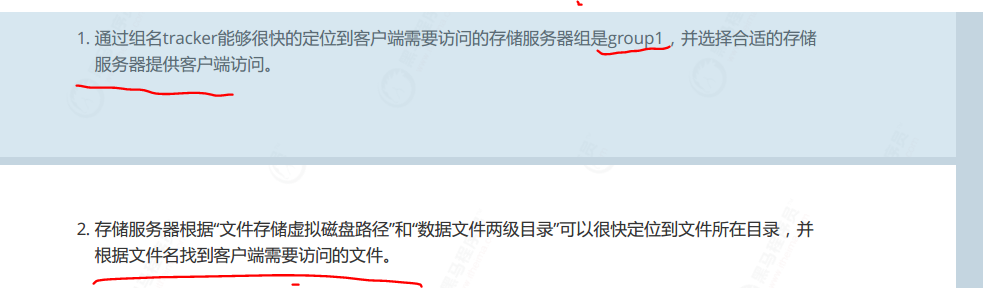 1. 通过组名tracker能够很快的定位到客户端需要访问的存储服务器组是group1，并选择合适的存储
服务器提供客户端访问。
2. 存储服务器根据“文件存储虚拟磁盘路径”和“数据文件两级目录”可以很快定位到文件所在目录，并
根据文件名找到客户端需要访问的文件。